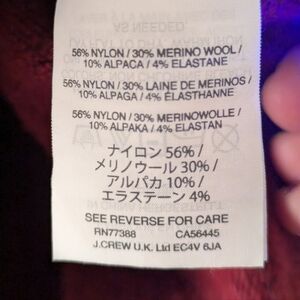 AS NEEDED
56% NYLON / 30% MERINO WOOL /
10% ALPACA / 4% ELASTANE
56% NYLON / 30% LAINE DE MERINOS /
10% ALPAGA / 4% ELASTHANNE
56% NYLON / 30% MERINOWOLLE /
10% ALPAKA / 4% ELASTAN
ナイロン 56% /
メリノウール 30% /
アルパカ 10% /
エラステーン 4%
SEE REVERSE FOR CARE
RN77388 CA56445
J.CREW U.K. Ltd EC4V 6JA